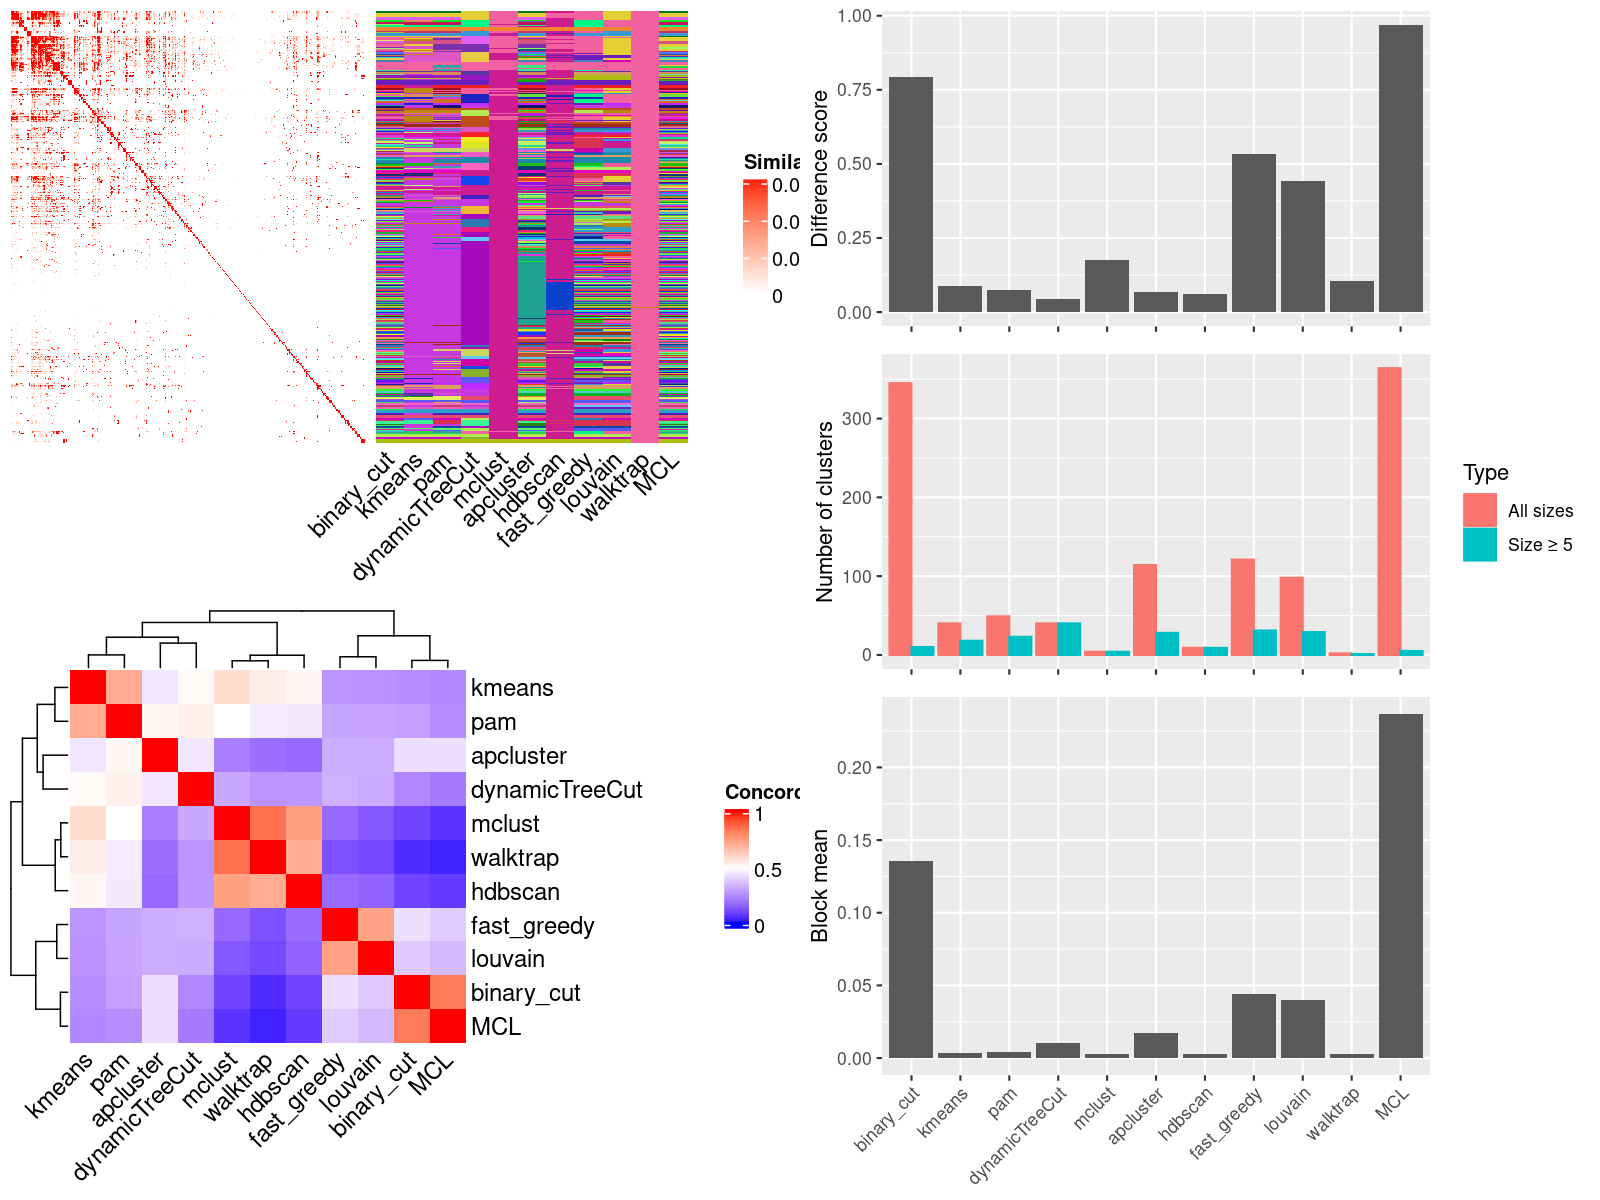 Simila
0.0
0.0
0.0
0
binary_cut
kmeans
pam
dynamicTreeCut
mclust
apcluster
hdbscan
fast_greedy
louvain
walktrap
MCL
kmeans
pam
apcluster
dynamicTreeCut
mclust
walktrap
hdbscan
fast_greedy
louvain
binary_cut
MCL
kmeans
pam
apcluster
dynamicTreeCut
mclust
walktrap
hdbscan
fast_greedy
louvain
binary_cut
MCL
Concord
1
0.5
0
Difference score
1.00
0.75
0.50
0.25
0.00
Number of clusters
300
200
100
0
Type
All sizes
Size ≥ 5
Block mean
0.20
0.15
0.10
0.05
0.00
binary_cut
kmeans
pam
dynamicTreeCut
mclust
apcluster
hdbscan
fast_greedy
louvain
walktrap
MCL